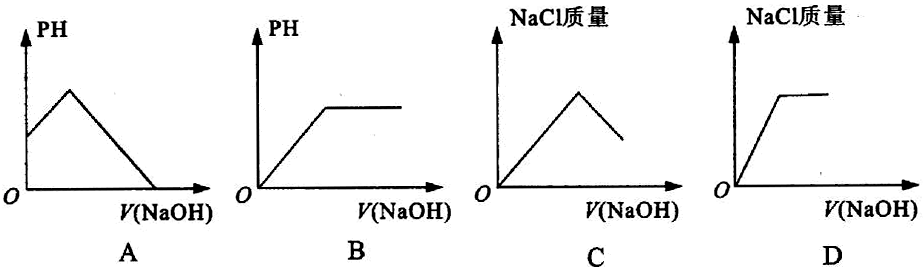 PH
O
V(NaOH)
A
PH
O
V(NaOH)
B
NaCl质量
O
V(NaOH)
C
NaCl质量
O
V(NaOH)
D